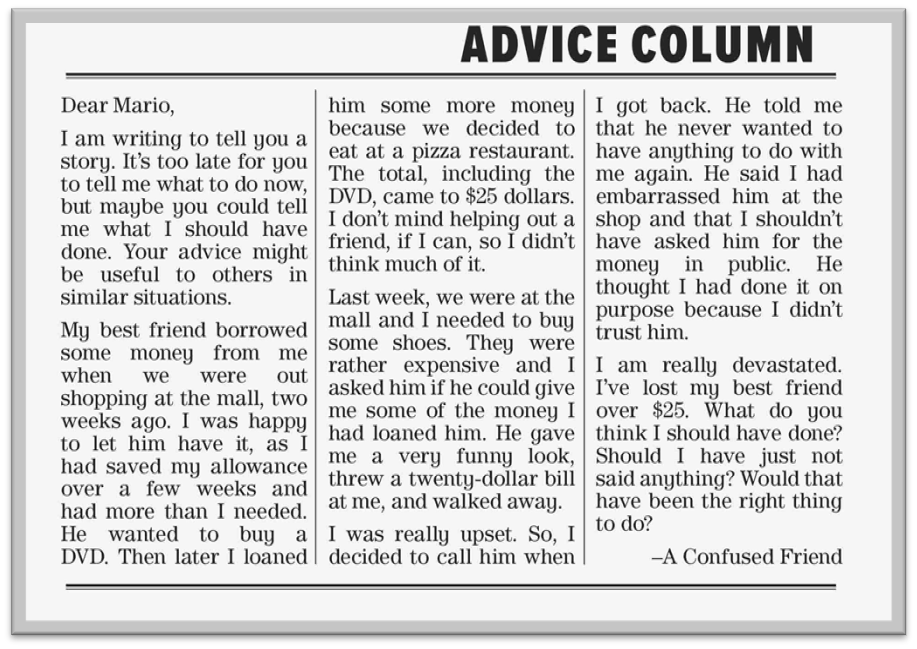 ADVICE COLUMN
Dear Mario,
I am writing to tell you a
story. It's too late for you
to tell me what to do now,
but maybe you could tell
me what I should have
done. Your advice might
be useful to others in
similar situations.
My best friend borrowed
some money from me
when we were out
shopping at the mall, two
weeks ago. I was happy
to let him have it, as I
had saved my allowance
over a few weeks and
had more than I needed.
He wanted to buy a
DVD. Then later I loaned
him some more money
because we decided to
eat at a pizza restaurant.
The total, including the
DVD, came to $25 dollars.
I don't mind helping out a
friend, if I can, so I didn't
think much of it.
Last week, we were at the
mall and I needed to buy
some shoes. They were
rather expensive and I
asked him if he could give
me some of the money I
had loaned him. He gave
me a very funny look,
threw a twenty-dollar bill
at me, and walked away.
I was really upset. So, I
decided to call him when
I got back. He told me
that he never wanted to
have anything to do with
me again. He said I had
embarrassed him at the
shop and that I shouldn't
have asked him for the
money in public. He
thought I had done it on
purpose because I didn't
trust him.
I am really devastated.
I've lost my best friend
over $25. What do you
think I should have done?
Should I have just not
said anything? Would that
have been the right thing
to do?
–A Confused Friend